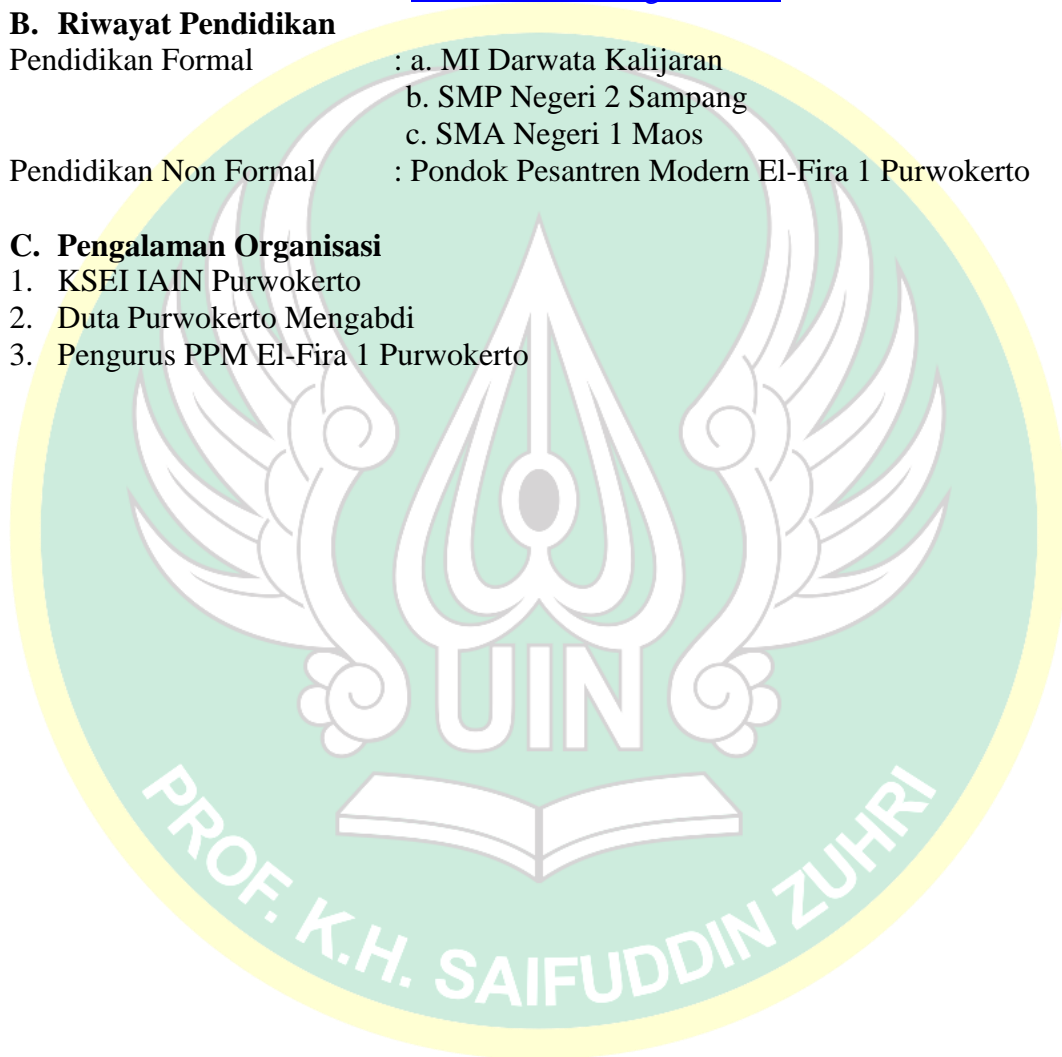 B. Riwayat Pendidikan
Pendidikan Formal : a. MI Darwata Kalijaran
b. SMP Negeri 2 Sampang
c. SMA Negeri 1 Maos
Pendidikan Non Formal : Pondok Pesantren Modern El-Fira 1 Purwokerto
C. Pengalaman Organisasi
1. KSEI IAIN Purwokerto
2. Duta Purwokerto Mengabdi
3. Pengurus PPM El-Fira 1 Purwokerto
UIN
PROF. K.H. SAIFUDDIN ZUHRI